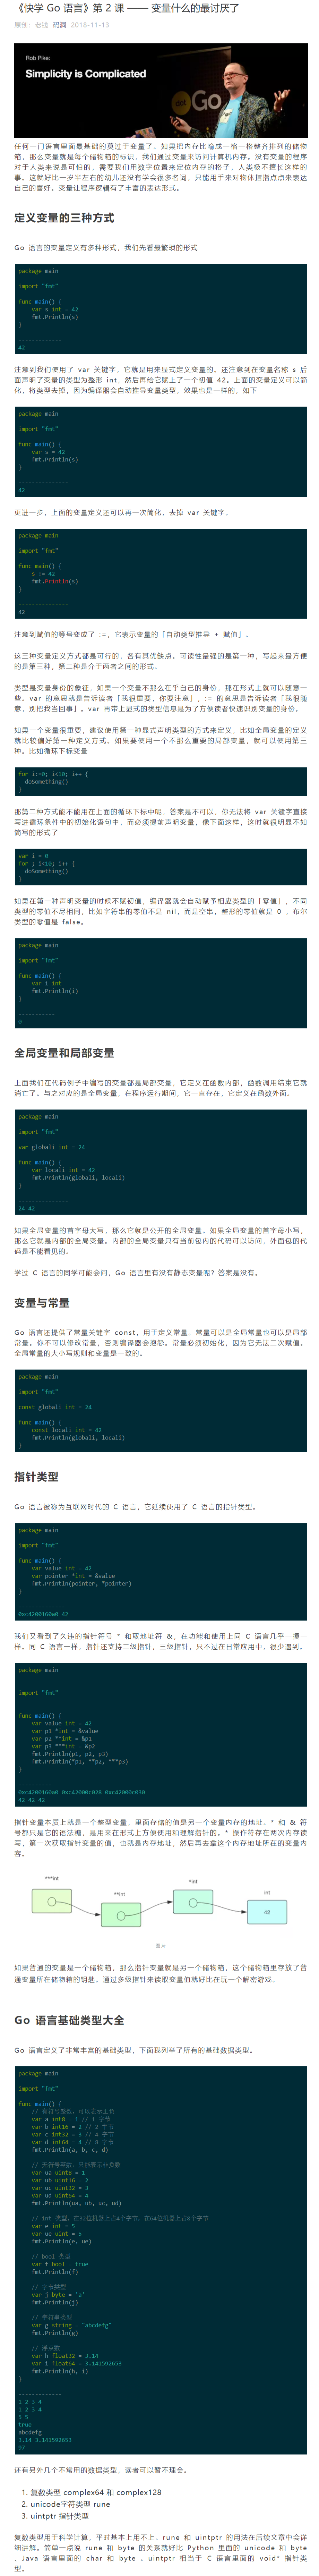 《快学 Go 语言》第 2 课 —— 变量什么的最讨厌了
原创: 老钱 码洞 2018-11-13
Rob Pike:
Simplicity is Complicated
Go
任何一门语言里面最基础的莫过于变量了。如果把内存比喻成一格一格整齐排列的储物
箱，那么变量就是每个储物箱的标识，我们通过变量来访问计算机内存。没有变量的程序
对于人类来说是可怕的，需要我们用数字位置来定位内存的格子，人类极不擅长这样的
事。这就好比一岁半左右的幼儿还没有学会很多名词，只能用手来对物体指指点点来表达
自己的喜好。变量让程序逻辑有了丰富的表达形式。
定义变量的三种方式
Go 语言的变量定义有多种形式，我们先看最繁琐的形式
package main
import "fmt"
func main() {
var s int = 42
fmt.Println(s)
}
-------------
42
注意到我们使用了 var 关键字，它就是用来显式定义变量的。还注意到在变量名称 s 后
面声明了变量的类型为整形 int，然后再给它赋上了一个初值 42。上面的变量定义可以简
化，将类型去掉，因为编译器会自动推导变量类型，效果也是一样的，如下
package main
import "fmt"
func main() {
var s = 42
fmt.Println(s)
}
---------------
42
更进一步，上面的变量定义还可以再一次简化，去掉 var 关键字。
package main
import "fmt"
func main() {
s := 42
fmt.Println(s)
}
---------------
42
注意到赋值的等号变成了 :=，它表示变量的「自动类型推导 + 赋值」。
这三种变量定义方式都是可行的，各有其优缺点。可读性最强的是第一种，写起来最方便
的是第三种，第二种是介于两者之间的形式。
类型是变量身份的象征，如果一个变量不那么在乎自己的身份，那在形式上就可以随意一
些。var 的意思就是告诉读者「我很重要，你要注意」，:= 的意思是告诉读者「我很随
意，别把我当回事」。var 再带上显式的类型信息是为了方便读者快速识别变量的身份。
如果一个变量很重要，建议使用第一种显式声明类型的方式来定义，比如全局变量的定义
就比较偏好第一种定义方式。如果要使用一个不那么重要的局部变量，就可以使用第三
种。比如循环下标变量
for i:=0; i<10; i++ {
doSomething()
}
那第二种方式能不能用在上面的循环下标中呢，答案是不可以，你无法将 var 关键字直接
写进循环条件中的初始化语句中，而必须提前声明变量，像下面这样，这时就很明显不如
简写的形式了
var i = 0
for ; i<10; i++ {
doSomething()
}
如果在第一种声明变量的时候不赋初值，编译器就会自动赋予相应类型的「零值」，不同
类型的零值不尽相同，比如字符串的零值不是 nil，而是空串，整形的零值就是 0 ，布尔
类型的零值是 false。
package main
import "fmt"
func main() {
var i int
fmt.Println(i)
}
-----------
0
全局变量和局部变量
上面我们在代码例子中编写的变量都是局部变量，它定义在函数内部，函数调用结束它就
消亡了。与之对应的是全局变量，在程序运行期间，它一直存在，它定义在函数外面。
package main
import "fmt"
var globali int = 24
func main() {
var locali int = 42
fmt.Println(globali, locali)
}
---------------
24 42
如果全局变量的首字母大写，那么它就是公开的全局变量。如果全局变量的首字母小写，
那么它就是内部的全局变量。内部的全局变量只有当前包内的代码可以访问，外面包的代
码是不能看见的。
学过 C 语言的同学可能会问，Go 语言里有没有静态变量呢？答案是没有。
变量与常量
Go 语言还提供了常量关键字 const，用于定义常量。常量可以是全局常量也可以是局部
常量。你不可以修改常量，否则编译器会抱怨。常量必须初始化，因为它无法二次赋值。
全局常量的大小写规则和变量是一致的。
package main
import "fmt"
const globali int = 24
func main() {
const locali int = 42
fmt.Println(globali, locali)
}
指针类型
Go 语言被称为互联网时代的 C 语言，它延续使用了 C 语言的指针类型。
package main
import "fmt"
func main() {
var value int = 42
var pointer *int = &value
fmt.Println(pointer, *pointer)
}
--------------
0xc4200160a0 42
我们又看到了久违的指针符号 * 和取地址符 &，在功能和使用上同 C 语言几乎一摸一
样。同 C 语言一样，指针还支持二级指针，三级指针，只不过在日常应用中，很少遇到。
package main
import "fmt"
func main() {
var value int = 42
var p1 *int = &value
var p2 **int = &p1
var p3 ***int = &p2
fmt.Println(p1, p2, p3)
fmt.Println(*p1, **p2, ***p3)
}
----------
0xc4200160a0 0xc42000c028 0xc42000c030
42 42 42
指针变量本质上就是一个整型变量，里面存储的值是另一个变量内存的地址。* 和 & 符
号都只是它的语法糖，是用来在形式上方便使用和理解指针的。* 操作符存在两次内存读
写，第一次获取指针变量的值，也就是内存地址，然后再去拿这个内存地址所在的变量内
容。
***int
**int
*int
int
42
图片
如果普通的变量是一个储物箱，那么指针变量就是另一个储物箱，这个储物箱里存放了普
通变量所在储物箱的钥匙。通过多级指针来读取变量值就好比在玩一个解密游戏。
Go 语言基础类型大全
Go 语言定义了非常丰富的基础类型，下面我列举了所有的基础数据类型。
package main
import "fmt"
func main() {
// 有符号整数，可以表示正负
var a int8 = 1 // 1 字节
var b int16 = 2 // 2 字节
var c int32 = 3 // 4 字节
var d int64 = 4 // 8 字节
fmt.Println(a, b, c, d)
// 无符号整数，只能表示非负数
var ua uint8 = 1
var ub uint16 = 2
var uc uint32 = 3
var ud uint64 = 4
fmt.Println(ua, ub, uc, ud)
// int 类型，在32位机器上占4个字节，在64位机器上占8个字节
var e int = 5
var ue uint = 5
fmt.Println(e, ue)
// bool 类型
var f bool = true
fmt.Println(f)
// 字节类型
var j byte = 'a'
fmt.Println(j)
// 字符串类型
var g string = "abcdefg"
fmt.Println(g)
// 浮点数
var h float32 = 3.14
var i float64 = 3.141592653
fmt.Println(h, i)
}
-------------
1 2 3 4
1 2 3 4
5 5
true
abcdefg
3.14 3.141592653
97
还有另外几个不常用的数据类型，读者可以暂不理会。
1. 复数类型 complex64 和 complex128
2. unicode字符类型 rune
3. uintptr 指针类型
复数类型用于科学计算，平时基本上用不上。rune 和 uintptr 的用法在后续文章中会详
细讲解。简单一点说 rune 和 byte 的关系就好比 Python 里面的 unicode 和 byte
、Java 语言里面的 char 和 byte 。uintptr 相当于 C 语言里面的 void* 指针类
型。